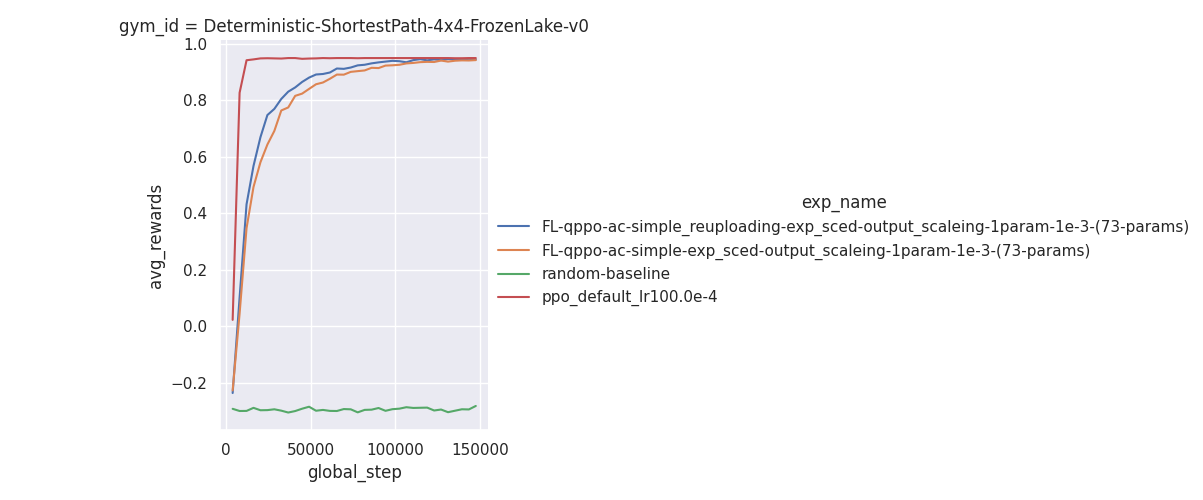 gym_id = Deterministic-ShortestPath-4x4-FrozenLake-v0
1.0
0.8
0.6
0.4
0.2
0.0
−0.2
avg_rewards
0 50000 100000 150000
global_step
exp_name
FL-qppo-ac-simple_reuploading-exp_sced-output_scaleing-1param-1e-3-(73-params)
FL-qppo-ac-simple-exp_sced-output_scaleing-1param-1e-3-(73-params)
random-baseline
ppo_default_lr100.0e-4